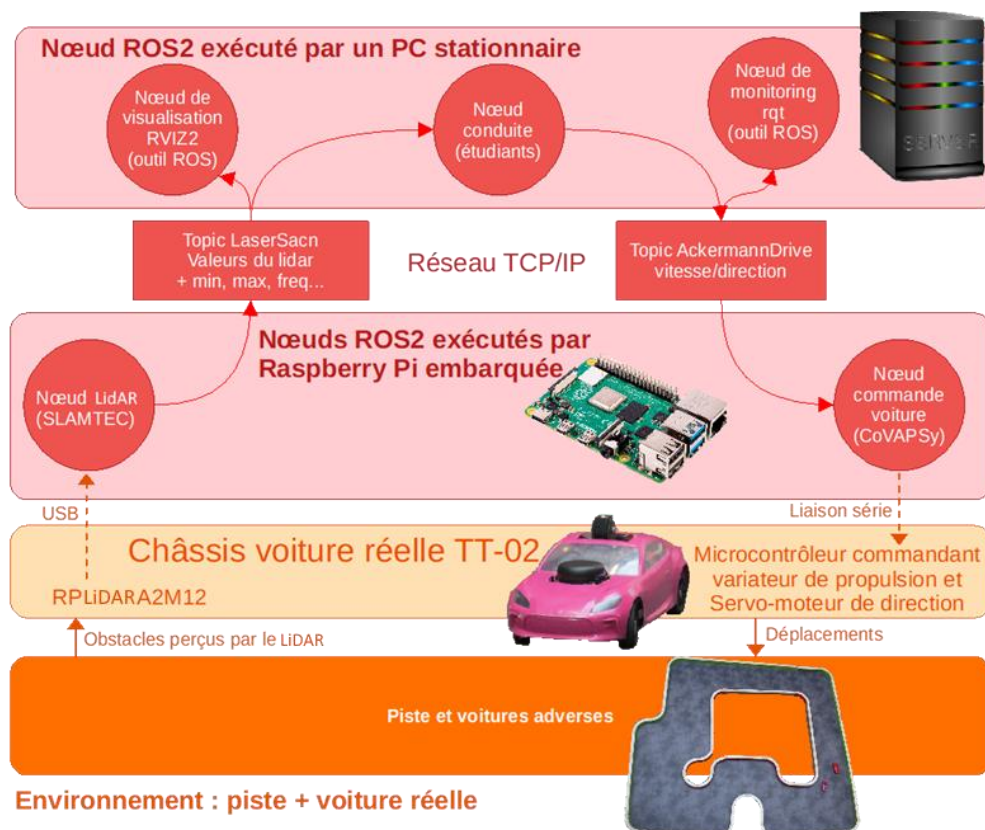 Nœud ROS2 exécuté par un PC stationnaire
Nœud de
visualisation
RVIZ2
(outil ROS)
Nœud
conduite
(étudiants)
Nœud de
monitoring
rqt
(outil ROS)
SERVER
Topic LaserSacn
Valeurs du lidar
+ min, max, freq...
Réseau TCP/IP
Topic AckermannDrive
vitesse/direction
Nœuds ROS2 exécutés par
Raspberry Pi embarquée
Nœud LidAR
(SLAMTEC)
Nœud
commande
voiture
(CoVAPSy)
USB
Liaison série
Châssis voiture réelle TT-02
Microcontrôleur commandant
variateur de propulsion et
Servo-moteur de direction
RPLiDARA2M12
Obstacles perçus par le LiDAR
Déplacements
Piste et voitures adverses
Environnement : piste + voiture réelle